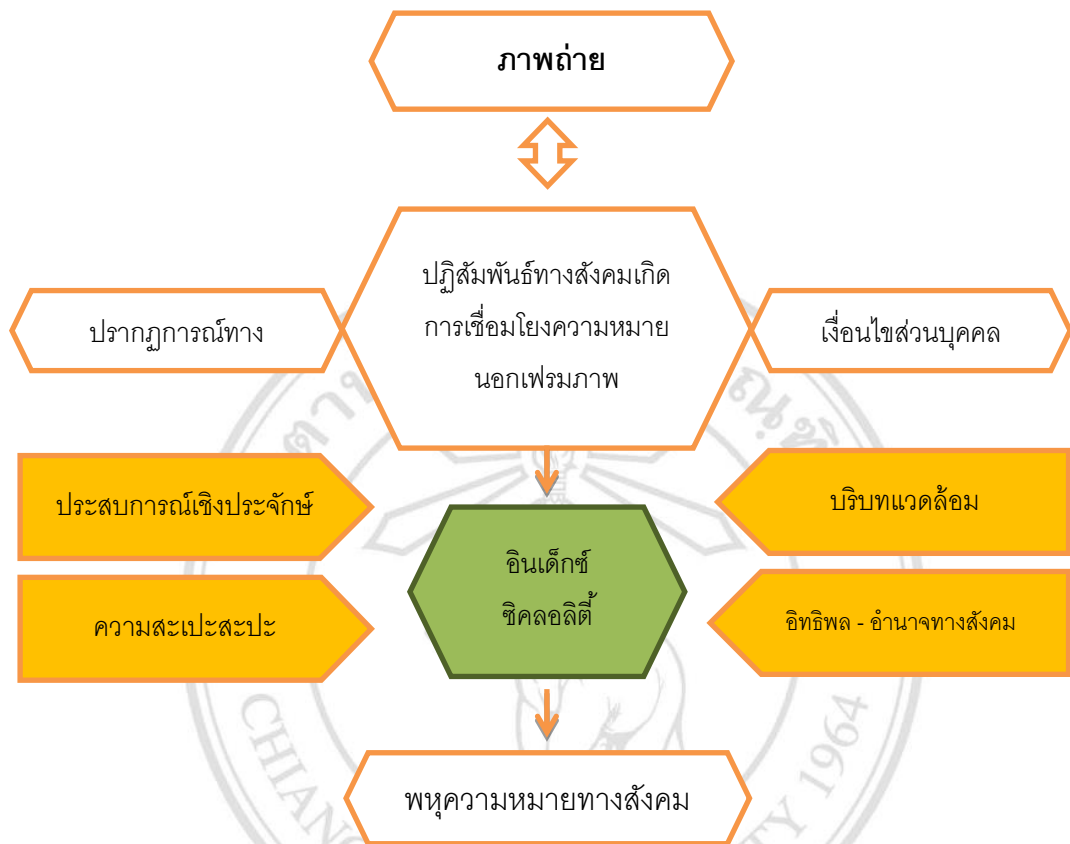 ภาพถ่าย
ปฏิสัมพันธ์ทางสังคมเกิด
การเชื่อมโยงความหมาย
นอกเฟรมภาพ
ปรากฏการณ์ทาง
เงื่อนไขส่วนบุคคล
ประสบการณ์เชิงประจักษ์
บริบทแวดล้อม
อินเด็กซ์
ซิคลอลิตี้
ความสะเปะสะปะ
อิทธิพล - อำนาจทางสังคม
พหุความหมายทางสังคม
1964